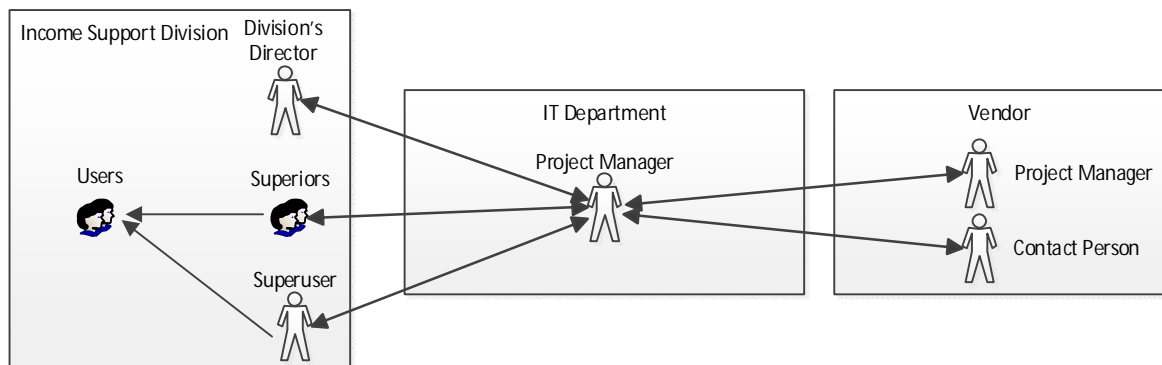 Income Support Division
Division's
Director
Users
Superiors
Superuser
IT Department
Project Manager
Vendor
Project Manager
Contact Person